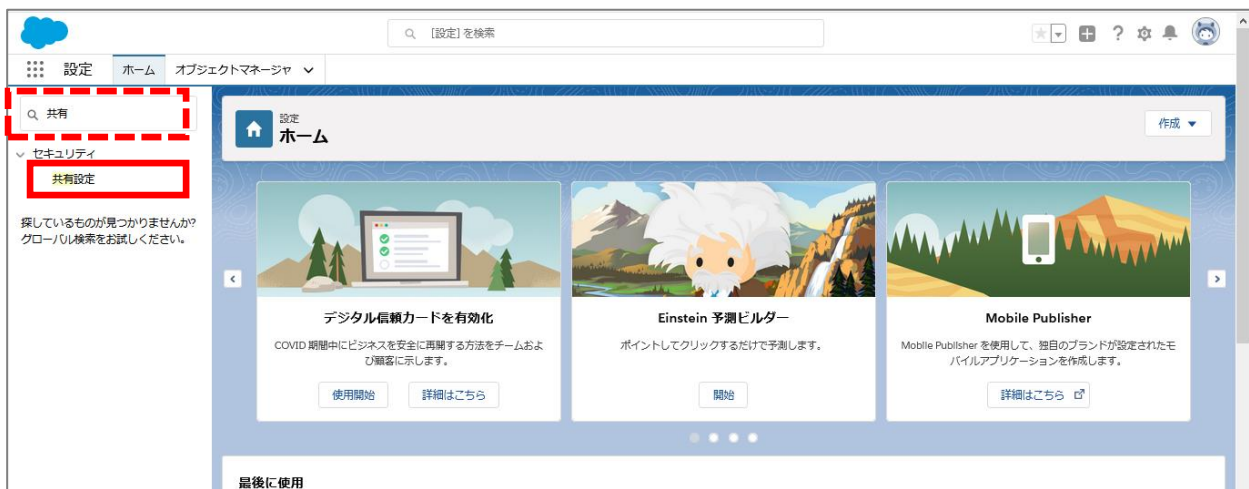 [設定] を検索
設定 ホーム オブジェクトマネージャ
共有
セキュリティ
共有設定
探しているものが見つかりませんか?
グローバル検索をお試しください。
設定
ホーム
作成
デジタル信頼カードを有効化
COVID 期間中にビジネスを安全に再開する方法をチームおよ
び顧客に示します。
使用開始 詳細はこちら
Einstein 予測ビルダー
ポイントしてクリックするだけで予測します。
開始
Mobile Publisher
Mobile Publisher を使用して、独自のブランドが設定されたモ
バイルアプリケーションを作成します。
詳細はこちら
最後に使用